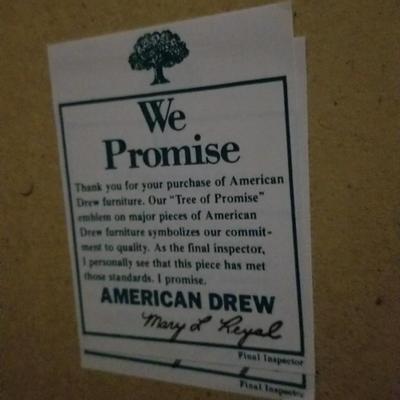 We
Promise
Thank you for your purchase of American
Drew furniture. Our "Tree of Promise"
emblem on major pieces of American
Drew furniture symbolizes our commit-
ment to quality. As the final inspector,
I personally see that this piece has met
those standards. I promise.
AMERICAN DREW
Mary L
Final Inspector
Final Inspector